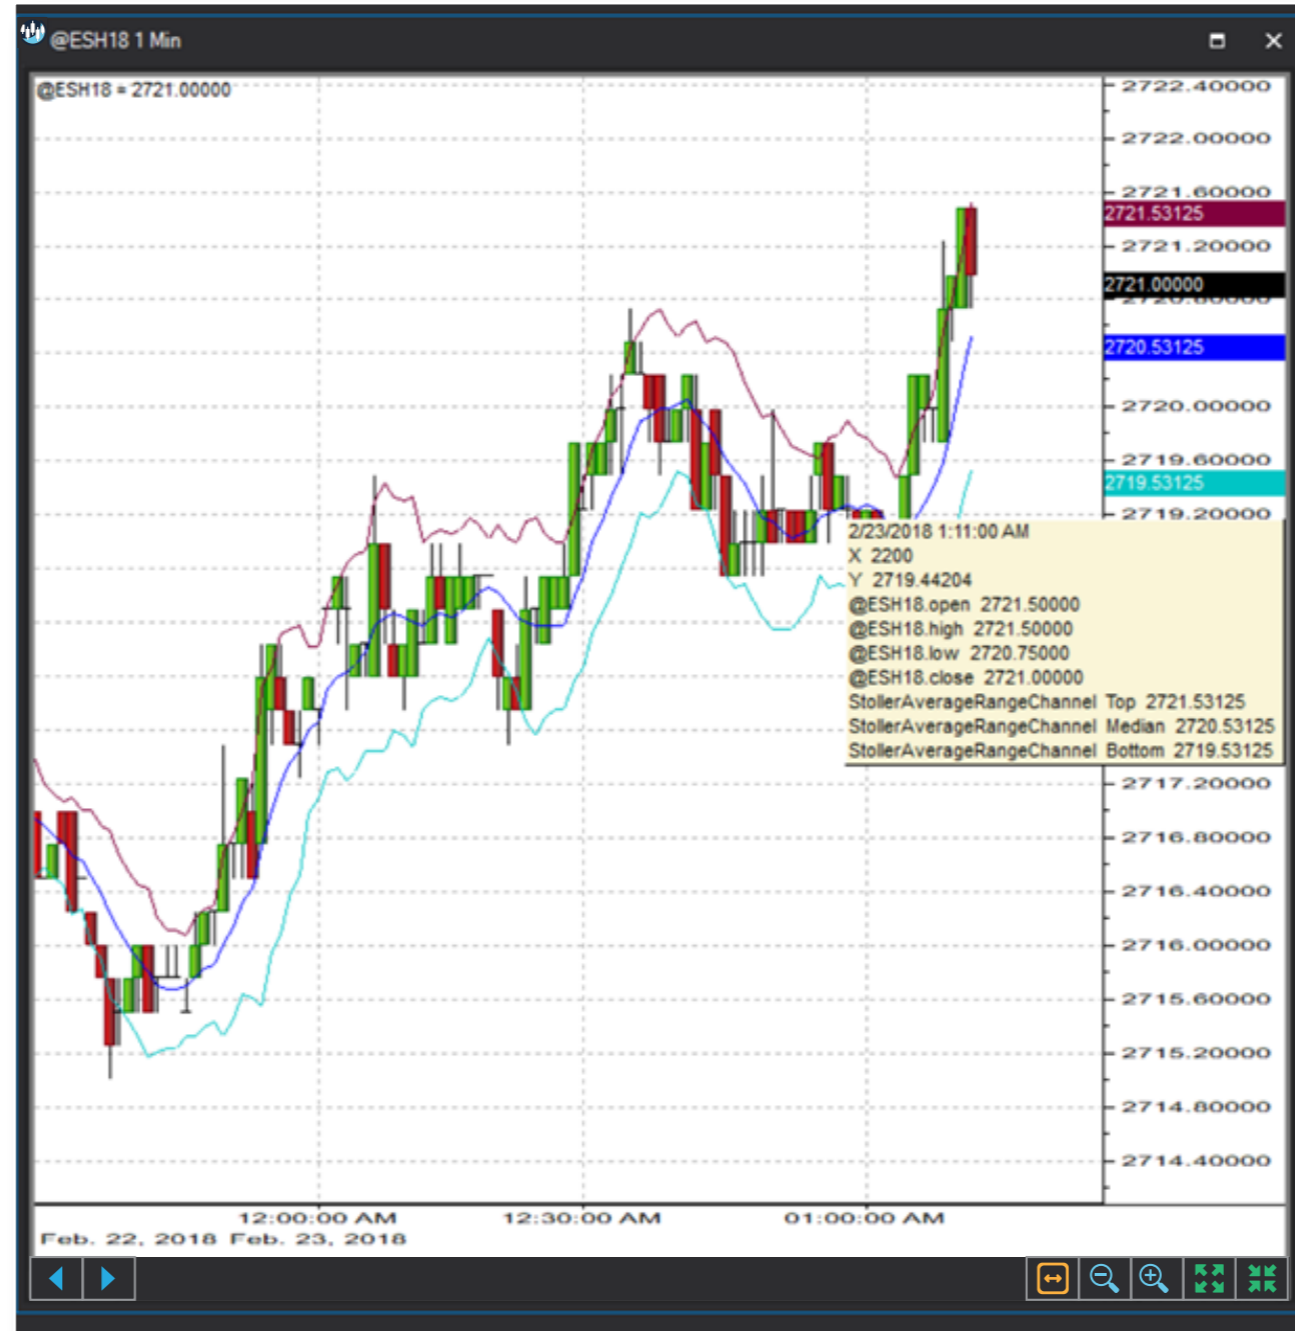 @ESH18 1 Min
@ESH18 = 2721.00000
2722.40000
2722.00000
2721.60000
2721.53125
2721.20000
2721.00000
2720.80000
2720.53125
2720.00000
2719.60000
2719.53125
2719.20000
2/23/2018 1:11:00 AM
X 2200
Y 2719.44204
@ESH18.open 2721.50000
@ESH18.high 2721.50000
@ESH18.low 2720.75000
@ESH18.close 2721.00000
StollerAverageRangeChannel Top 2721.53125
StollerAverageRangeChannel Median 2720.53125
StollerAverageRangeChannel Bottom 2719.53125
2717.20000
2716.80000
2716.40000
2716.00000
2715.60000
2715.20000
2714.80000
2714.40000
12:00:00 AM 12:30:00 AM 01:00:00 AM
Feb. 22, 2018 Feb. 23, 2018